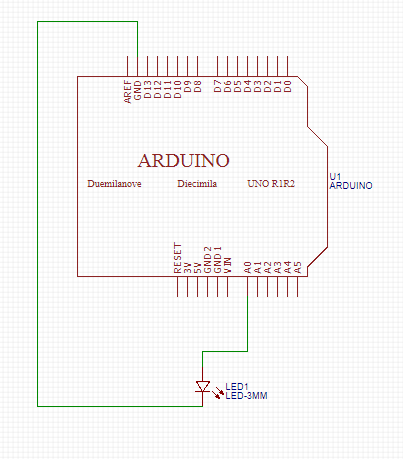 AREF GND D13 D12 D11 D10 D9 D8 D7 D6 D5 D4 D3 D2 D1 D0
ARDUINO
Duemilanove Diecimila UNO R1R2
U1
ARDUINO
RESET 3V 5V GND2 GND1 VIN A0 A1 A2 A3 A4 A5
LED1
LED-3MM